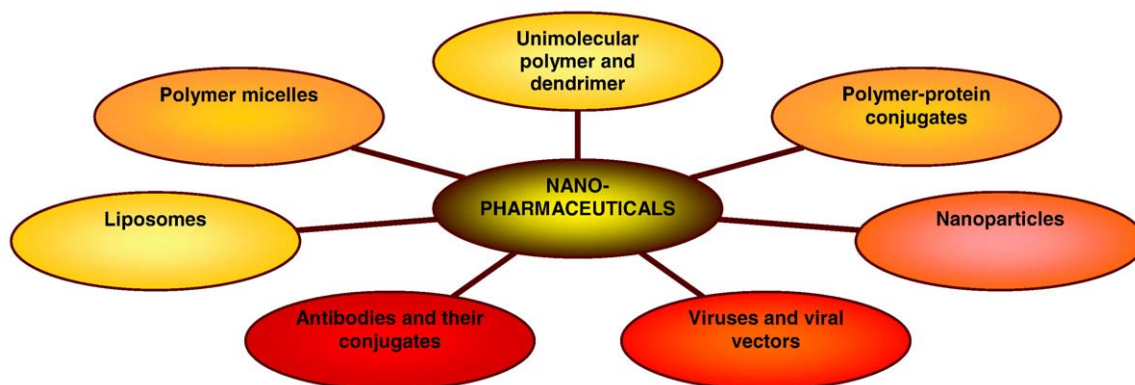 Unimolecular
polymer and
dendrimer
Polymer micelles
Polymer-protein
conjugates
NANO-
PHARMACEUTICALS
Liposomes
Nanoparticles
Antibodies and their
conjugates
Viruses and viral
vectors